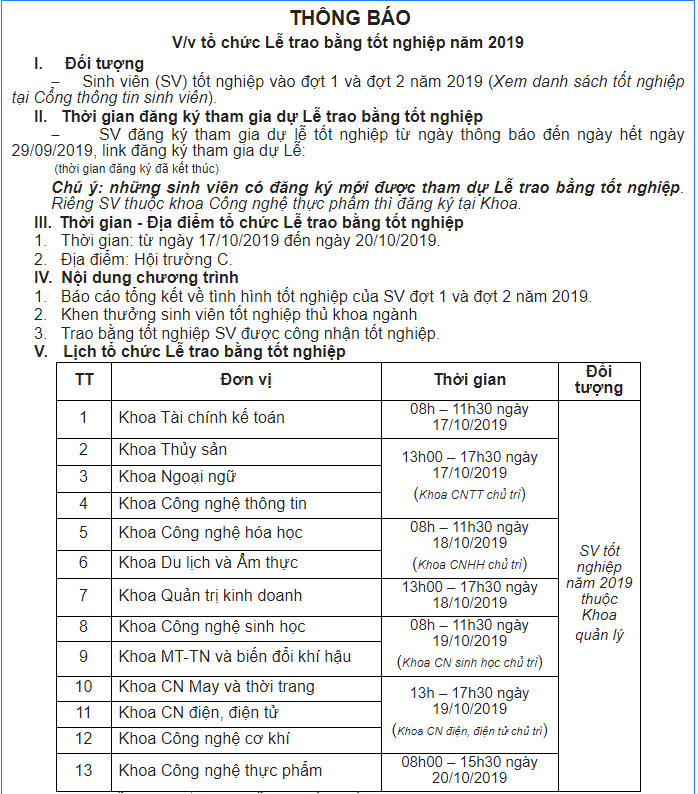 THÔNG BÁO
V/v tổ chức Lễ trao bằng tốt nghiệp năm 2019
I. Đối tượng
– Sinh viên (SV) tốt nghiệp vào đợt 1 và đợt 2 năm 2019 (Xem danh sách tốt nghiệp
tại Cổng thông tin sinh viên).
II. Thời gian đăng ký tham gia dự Lễ trao bằng tốt nghiệp
– SV đăng ký tham gia dự lễ tốt nghiệp từ ngày thông báo đến ngày hết ngày
29/09/2019, link đăng ký tham gia dự Lễ:
(thời gian đăng ký đã kết thúc)
Chú ý: những sinh viên có đăng ký mới được tham dự Lễ trao bằng tốt nghiệp.
Riêng SV thuộc khoa Công nghệ thực phẩm thì đăng ký tại Khoa.
III. Thời gian - Địa điểm tổ chức Lễ trao bằng tốt nghiệp
1. Thời gian: từ ngày 17/10/2019 đến ngày 20/10/2019.
2. Địa điểm: Hội trường C.
IV. Nội dung chương trình
1. Báo cáo tổng kết về tình hình tốt nghiệp của SV đợt 1 và đợt 2 năm 2019.
2. Khen thưởng sinh viên tốt nghiệp thủ khoa ngành
3. Trao bằng tốt nghiệp SV được công nhận tốt nghiệp.
V. Lịch tổ chức Lễ trao bằng tốt nghiệp
TT Đơn vị Thời gian Đối
tượng
1 Khoa Tài chính kế toán 08h – 11h30 ngày
17/10/2019
2 Khoa Thủy sản
3 Khoa Ngoại ngữ
4 Khoa Công nghệ thông tin
13h00 – 17h30 ngày
17/10/2019
(Khoa CNTT chủ trì)
5 Khoa Công nghệ hóa học
6 Khoa Du lịch và Ẩm thực
08h – 11h30 ngày
18/10/2019
(Khoa CNHH chủ trì)
7 Khoa Quản trị kinh doanh 13h00 – 17h30 ngày
18/10/2019
8 Khoa Công nghệ sinh học
9 Khoa MT-TN và biến đổi khí hậu
08h – 11h30 ngày
19/10/2019
(Khoa CN sinh học chủ trì)
10 Khoa CN May và thời trang
11 Khoa CN điện, điện tử
12 Khoa Công nghệ cơ khí
13h – 17h30 ngày
19/10/2019
(Khoa CN điện, điện tử chủ trì)
13 Khoa Công nghệ thực phẩm 08h00 – 15h30 ngày
20/10/2019
SV tốt
nghiệp
năm 2019
thuộc
Khoa
quản lý